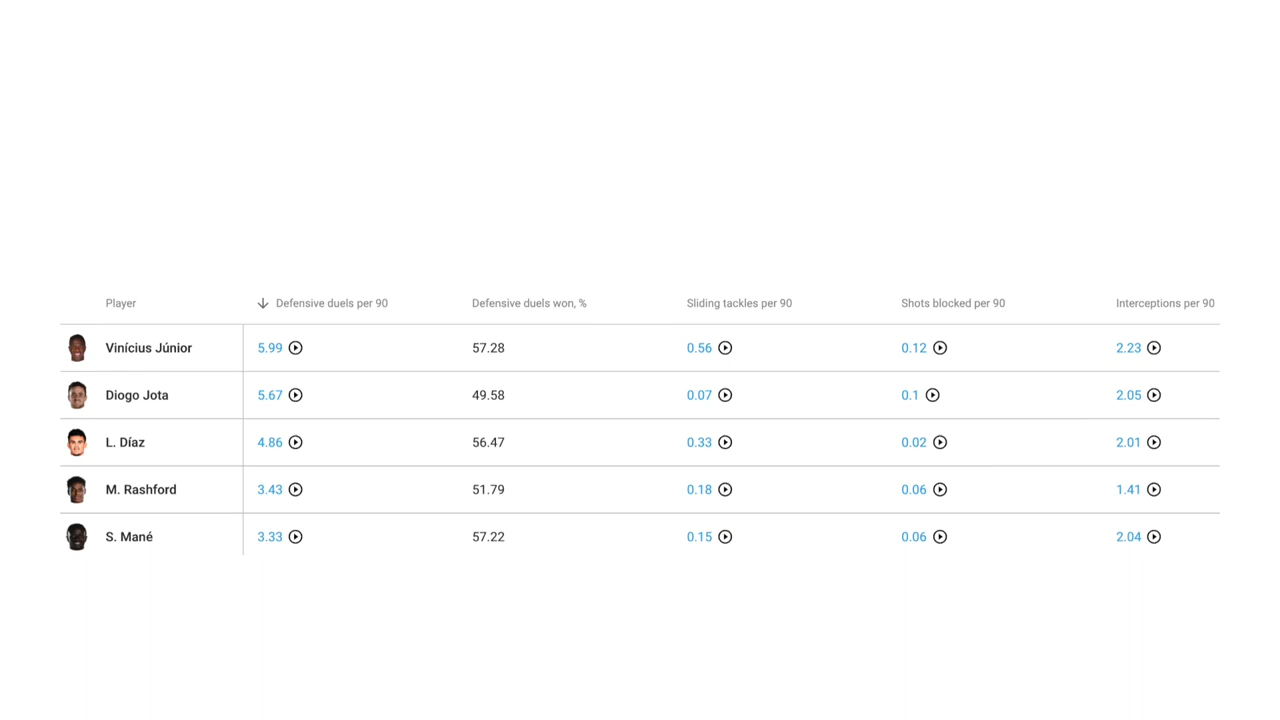 Player Defensive duels per 90 Defensive duels won, % Sliding tackles per 90 Shots blocked per 90 Interceptions per 90
Vinícius Júnior 5.99 57.28 0.56 0.12 2.23
Diogo Jota 5.67 49.58 0.07 0.1 2.05
L. Díaz 4.86 56.47 0.33 0.02 2.01
M. Rashford 3.43 51.79 0.18 0.06 1.41
S. Mané 3.33 57.22 0.15 0.06 2.04